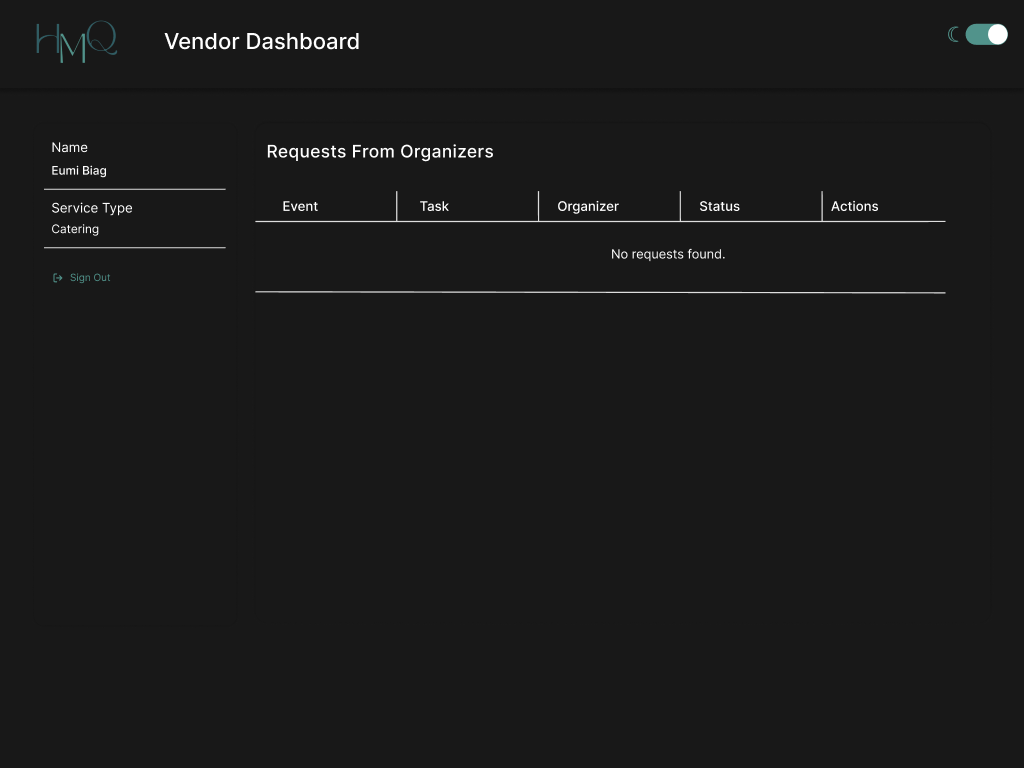 HMQ
Vendor Dashboard
Name
Eumi Biag
Service Type
Catering
Sign Out
Requests From Organizers
Event Task Organizer Status Actions
No requests found.